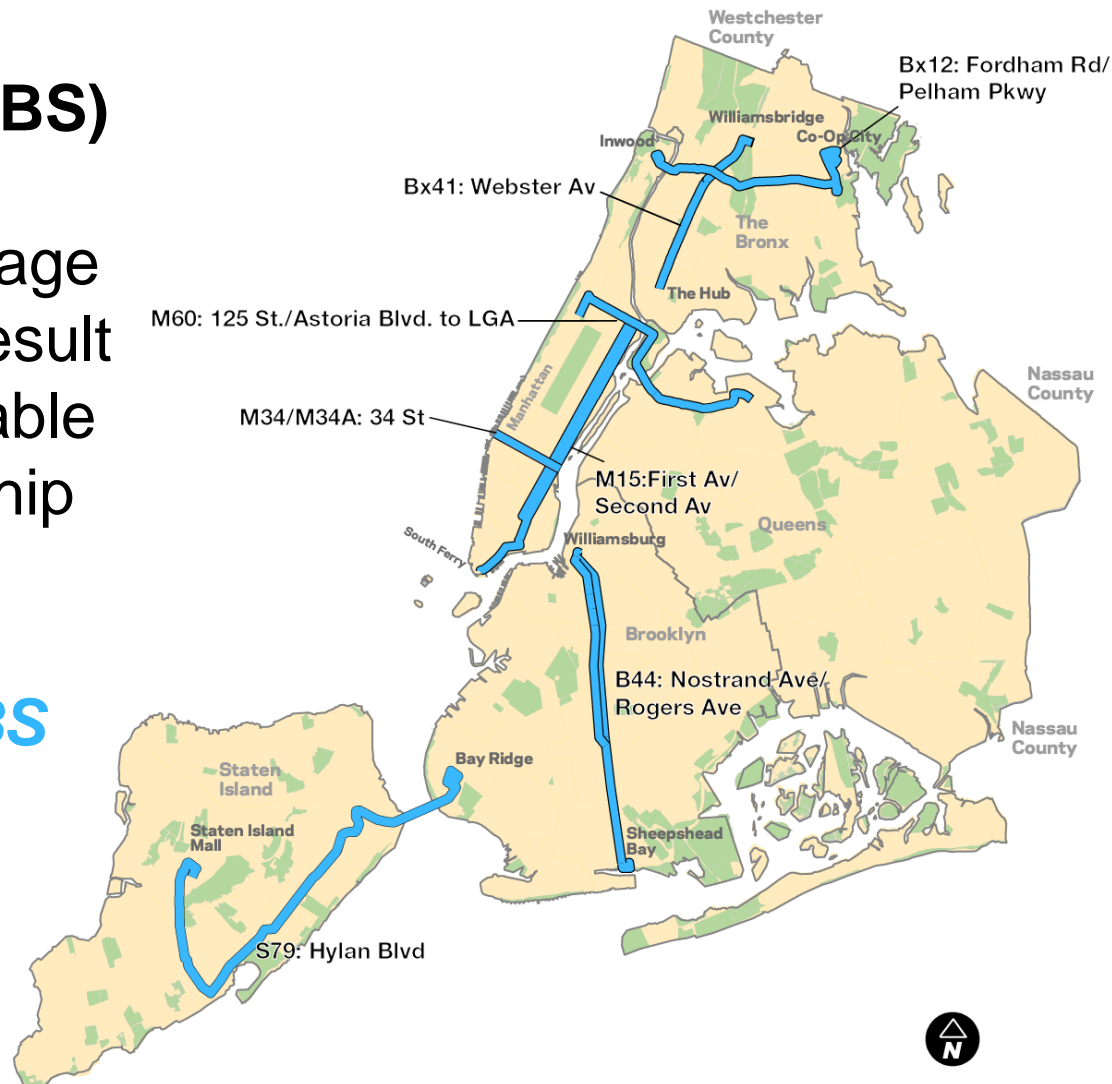 BS)
age
esult
able
hip
BS
Westchester
County
Bx12: Fordham Rd/
Pelham Pkwy
Williamsbridge
Inwood
Co-Op City
Bx41: Webster Av
The
Bronx
The Hub
M60: 125 St./Astoria Blvd. to LGA
Nassau
County
Manhattan
M34/M34A: 34 St
M15:First Av/
Second Av
Queens
South Ferry
Williamsburg
Brooklyn
B44: Nostrand Ave/
Rogers Ave
Nassau
County
Bay Ridge
Staten
Island
Staten Island
Mall
Sheepshead
Bay
S79: Hylan Blvd
N